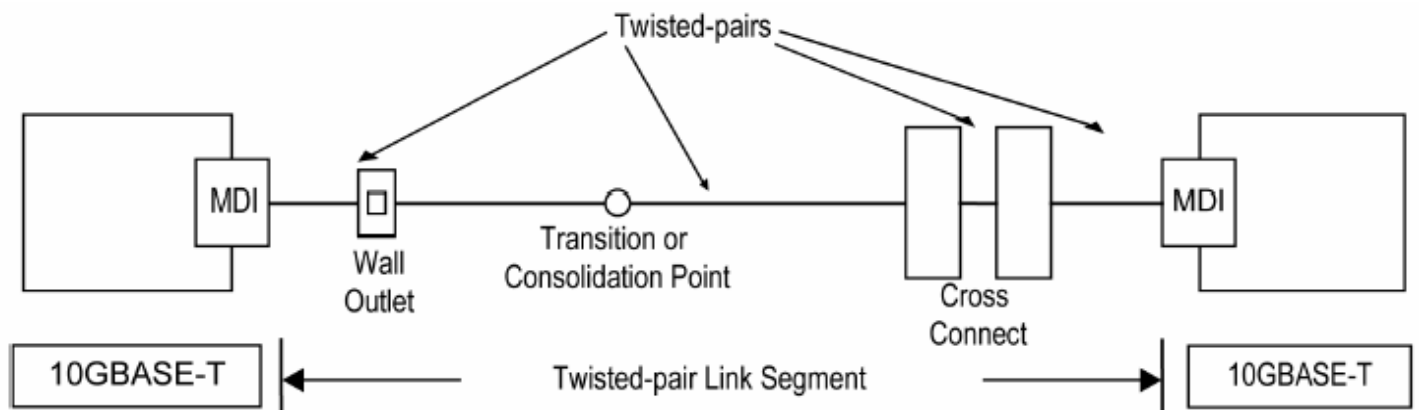 Twisted-pairs
MDI
MDI
Wall
Outlet
Transition or
Consolidation Point
Cross
Connect
10GBASE-T
Twisted-pair Link Segment
10GBASE-T